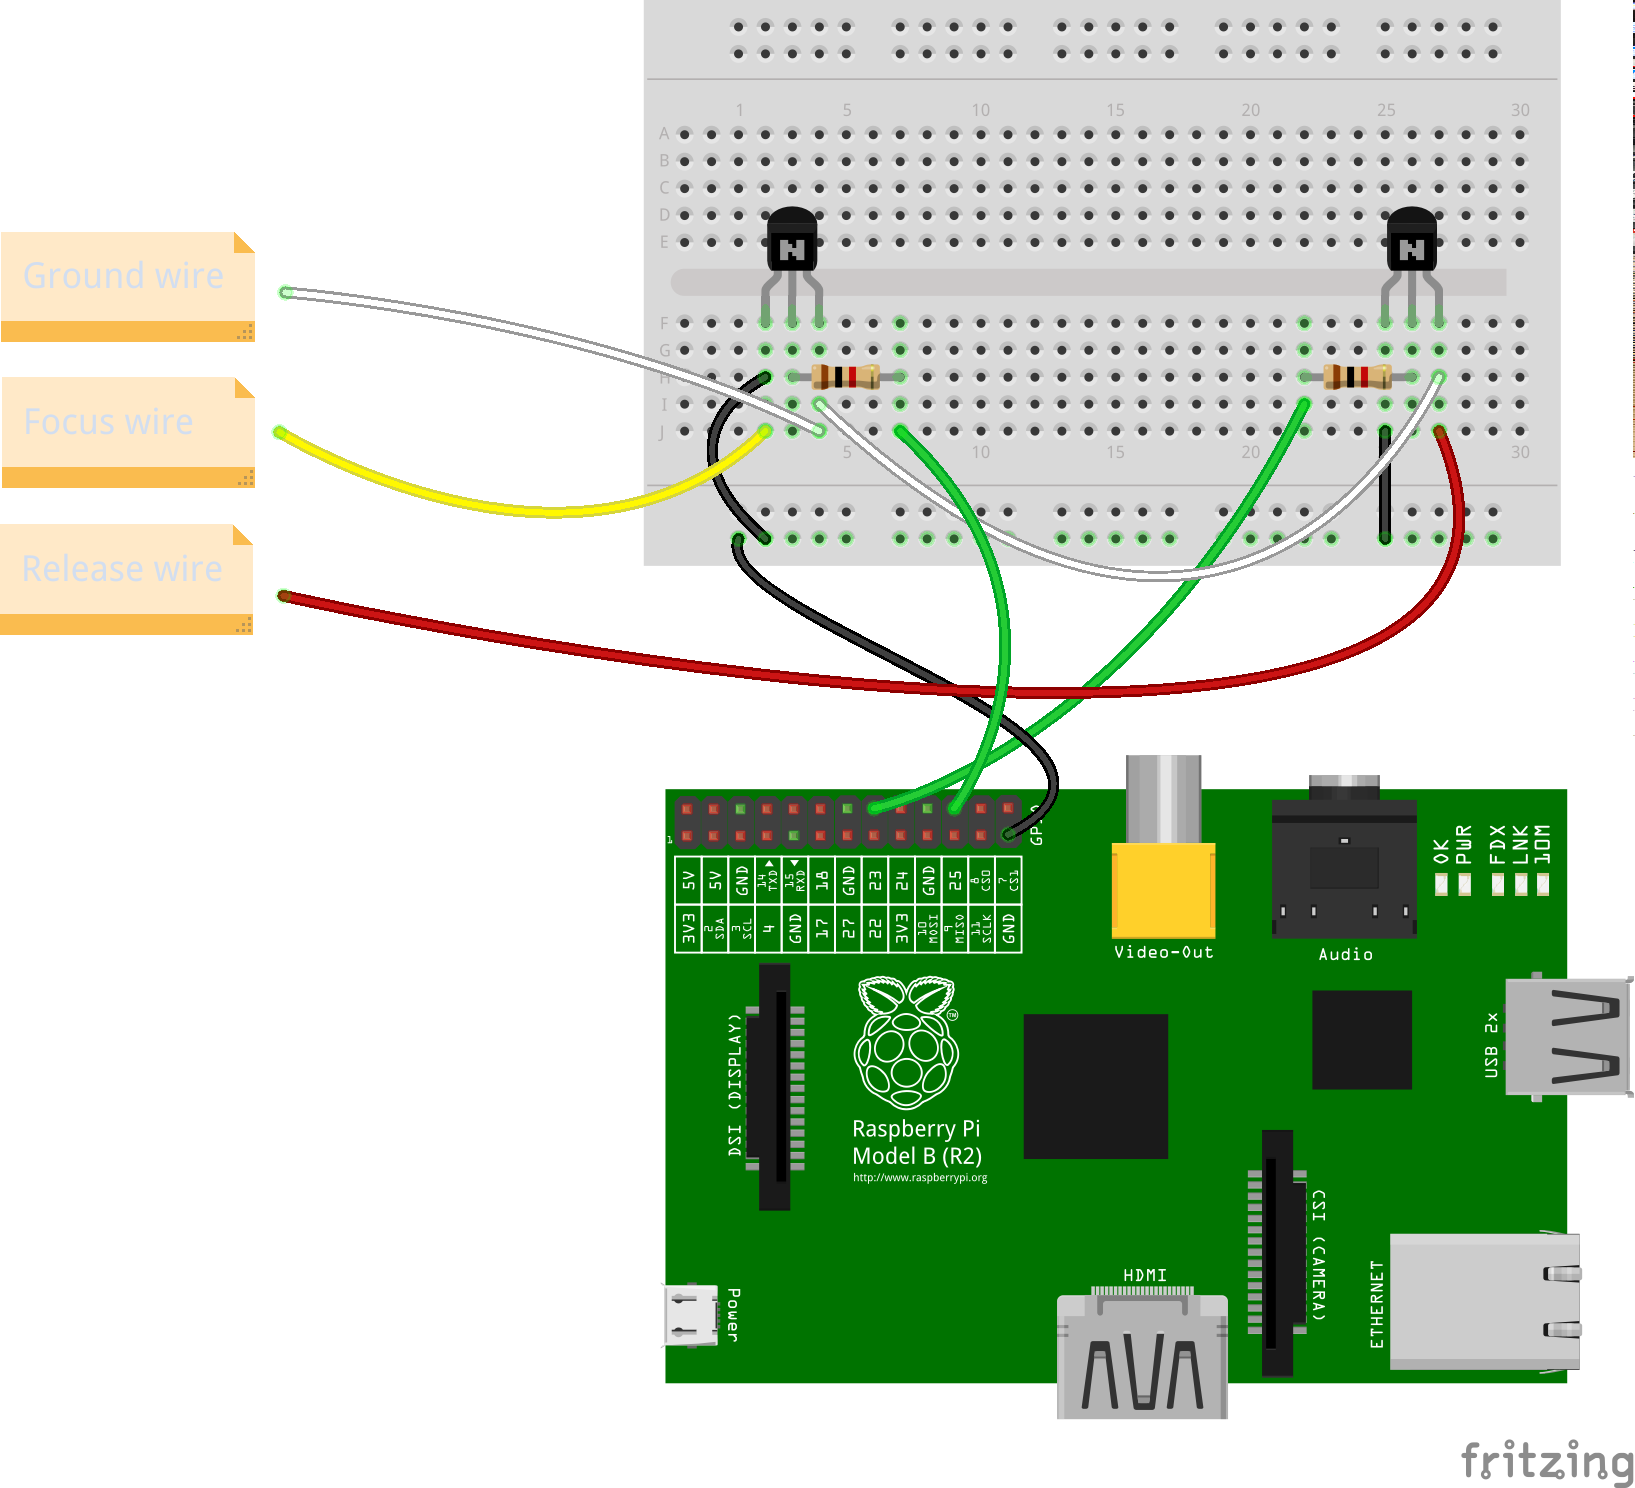 1 5 10 15 20 25 30
A
B
C
D
E
F
G
H
I
J
5 10 15 20 25 30
N
N
Ground wire
Focus wire
Release wire
1
GPIO
5V 5V GND 14 TXD 15 RXD 18 GND 23 24 GND 25 8 CS0 7 CS1
3V3 2 SDA 3 SCL 4 GND 17 27 22 3V3 10 MOSI 9 MISO 11 SCLK GND
Video-Out
Audio
OK
PWR
FDX
LNK
10M
USB 2x
DSI (DISPLAY)
TM
Raspberry Pi
Model B (R2)
http://www.raspberrypi.org
CSI (CAMERA)
Power
HDMI
ETHERNET
fritzing